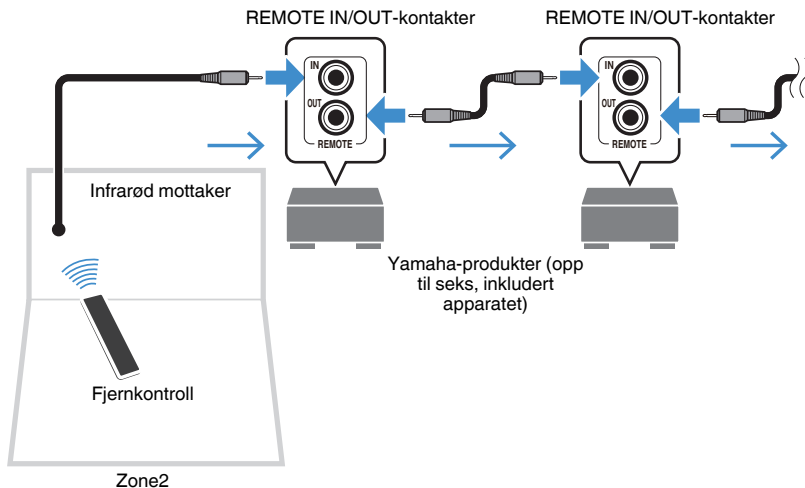 REMOTE IN/OUT-kontakter
REMOTE IN/OUT-kontakter
IN
OUT
REMOTE
IN
OUT
REMOTE
Infrarød mottaker
Yamaha-produkter (opp
til seks, inkludert
apparatet)
Fjernkontroll
Zone2